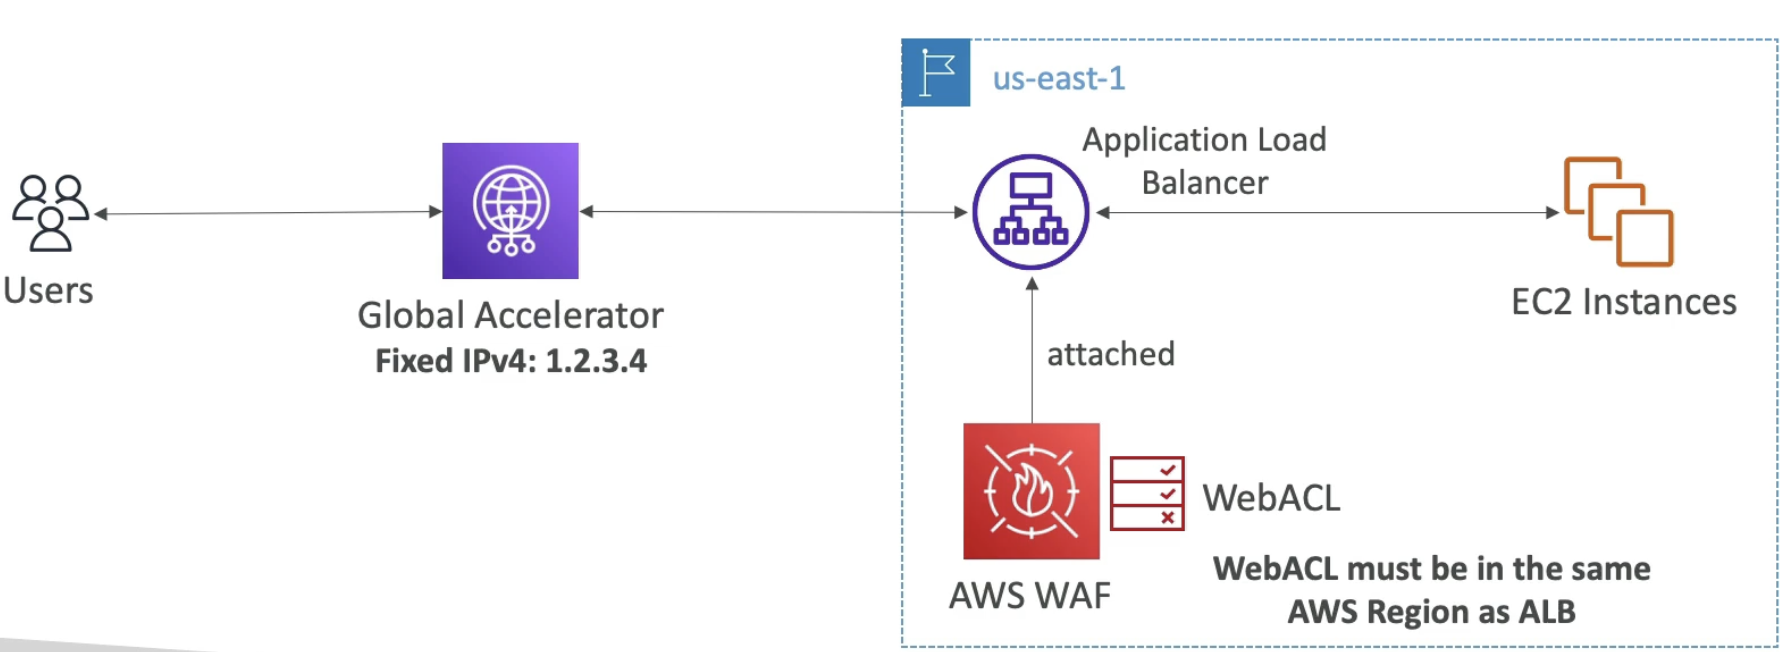 us-east-1
Application Load
Balancer
Users
Global Accelerator
Fixed IPv4: 1.2.3.4
EC2 Instances
attached
WebACL
AWS WAF
WebACL must be in the same
AWS Region as ALB